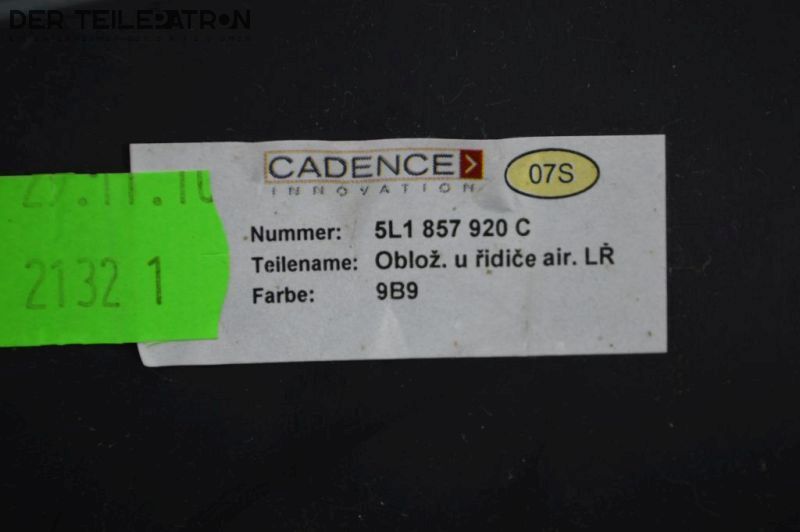 DER TEILEPATRON
CADENCE
INNOVATION
07S
Nummer: 5L1 857 920 C
Teilename: Oblož. u řidiče air. LŘ
Farbe: 9B9
2132 1